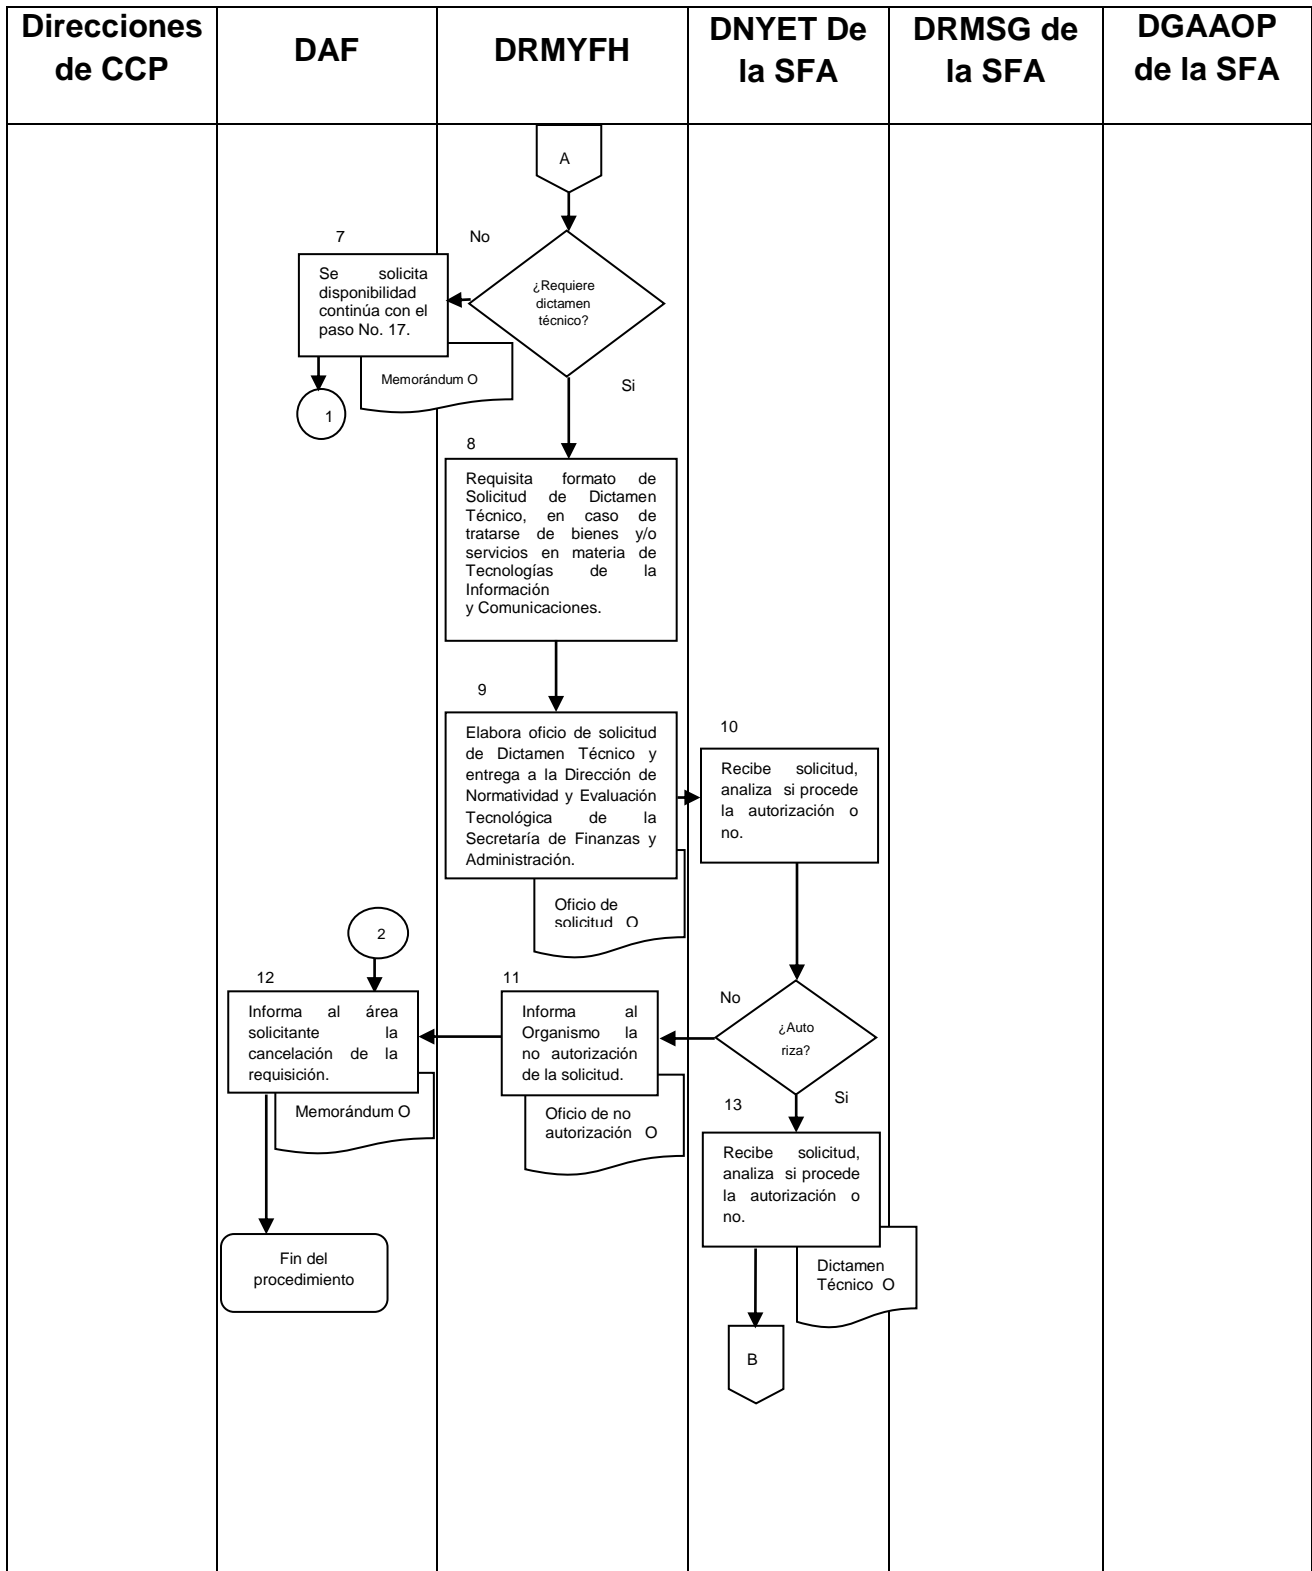 Direcciones
de CCP
DAF
DRMYFH
DNYET De
la SFA
DRMSG de
la SFA
DGAAOP
de la SFA
A
7
No
Se solicita
disponibilidad
continúa con el
paso No. 17.
¿Requiere
dictamen
técnico?
Memorándum O
Si
1
8
Requisita formato de
Solicitud de Dictamen
Técnico, en caso de
tratarse de bienes y/o
servicios en materia de
Tecnologías de la
Información
y Comunicaciones.
9
Elabora oficio de solicitud
de Dictamen Técnico y
entrega a la Dirección de
Normatividad y Evaluación
Tecnológica de la
Secretaría de Finanzas y
Administración.
10
Recibe solicitud,
analiza si procede
la autorización o
no.
Oficio de
solicitud O
2
12
Informa al área
solicitante la
cancelación de la
requisición.
11
Informa al
Organismo la
no autorización
de la solicitud.
No
¿Auto
riza?
Si
Memorándum O
Oficio de no
autorización O
13
Recibe solicitud,
analiza si procede
la autorización o
no.
Fin del
procedimiento
Dictamen
Técnico O
B